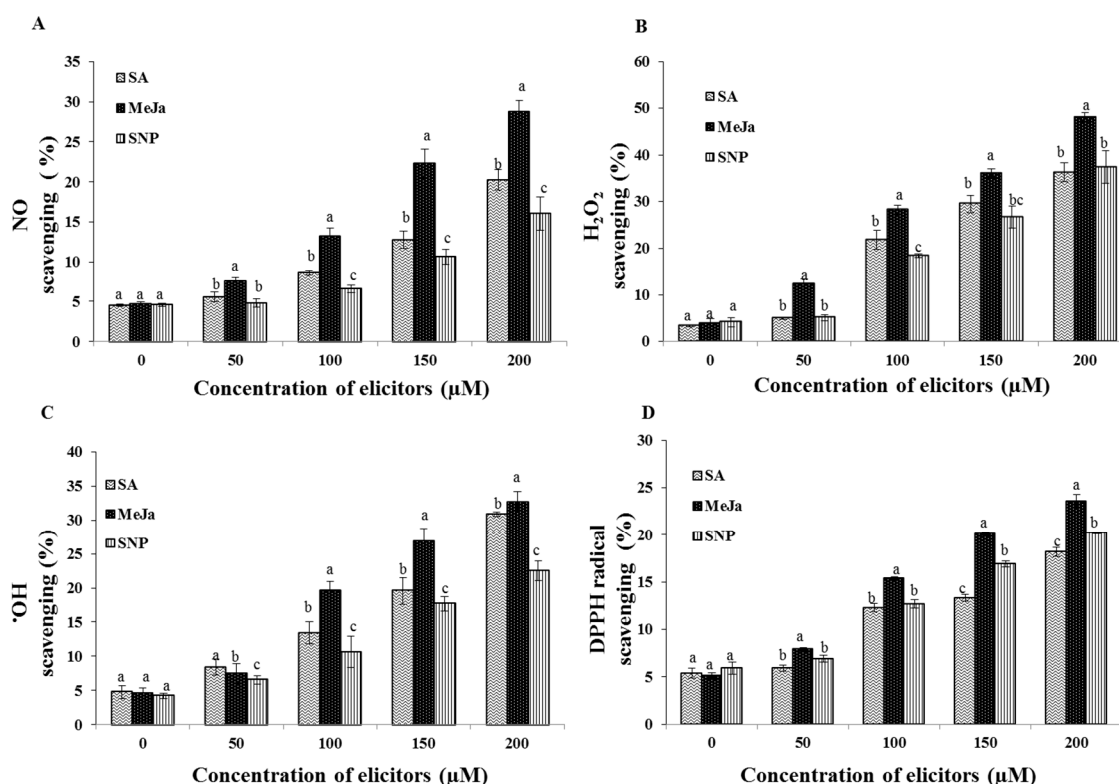 A
NO
scavenging ( %)
35
30
25
20
15
10
5
0
SA
MeJa
SNP
a a a
b a b
b a c
b a c
b a c
0 50 100 150 200
Concentration of elicitors (µM)
B
H₂O₂
scavenging (%)
60
50
40
30
20
10
0
SA
MeJa
SNP
a a a
b a b
b a c
b a bc
b a b
0 50 100 150 200
Concentration of elicitors (µM)
C
•OH
scavenging (%)
40
35
30
25
20
15
10
5
0
SA
MeJa
SNP
a a a
a b c
b a c
b a c
b a c
0 50 100 150 200
Concentration of elicitors (µM)
D
DPPH radical
scavenging (%)
30
25
20
15
10
5
0
SA
MeJa
SNP
a a a
b a b
b a b
c a b
c a b
0 50 100 150 200
Concentration of elicitors (µM)